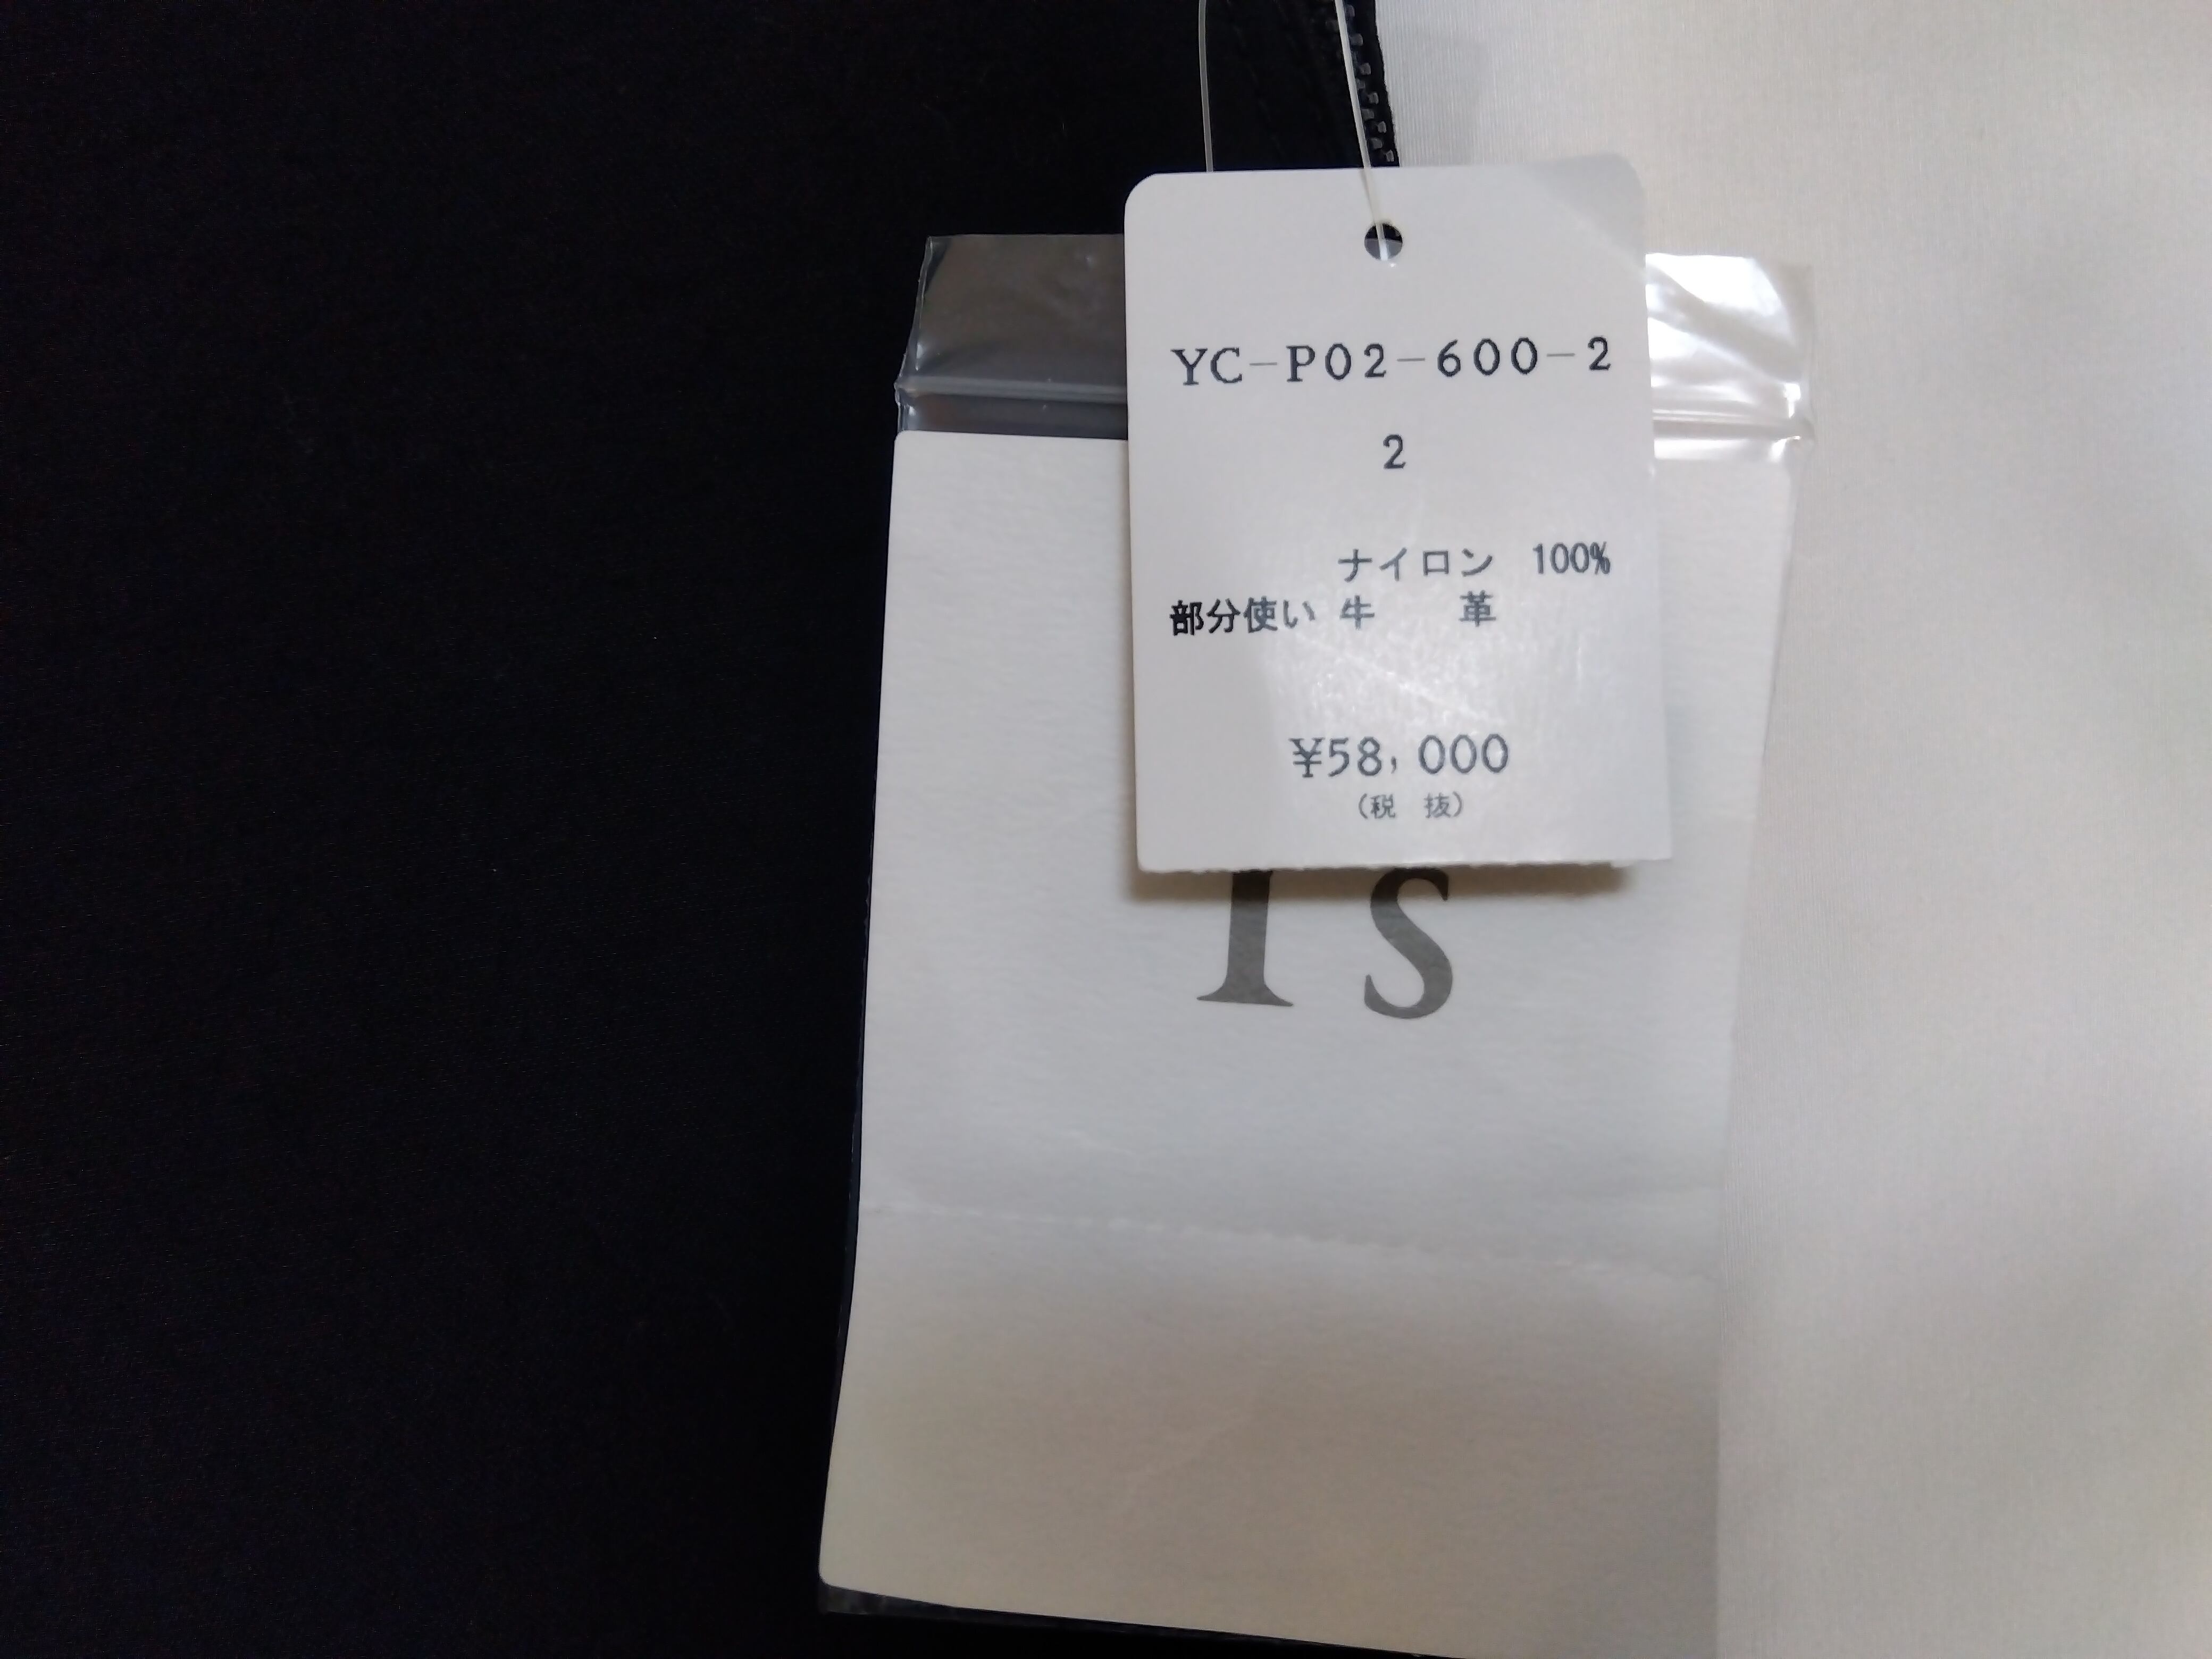 YC-P02-600-2
2
ナイロン 100%
部分使い 牛 革
¥58,000
(税 抜)